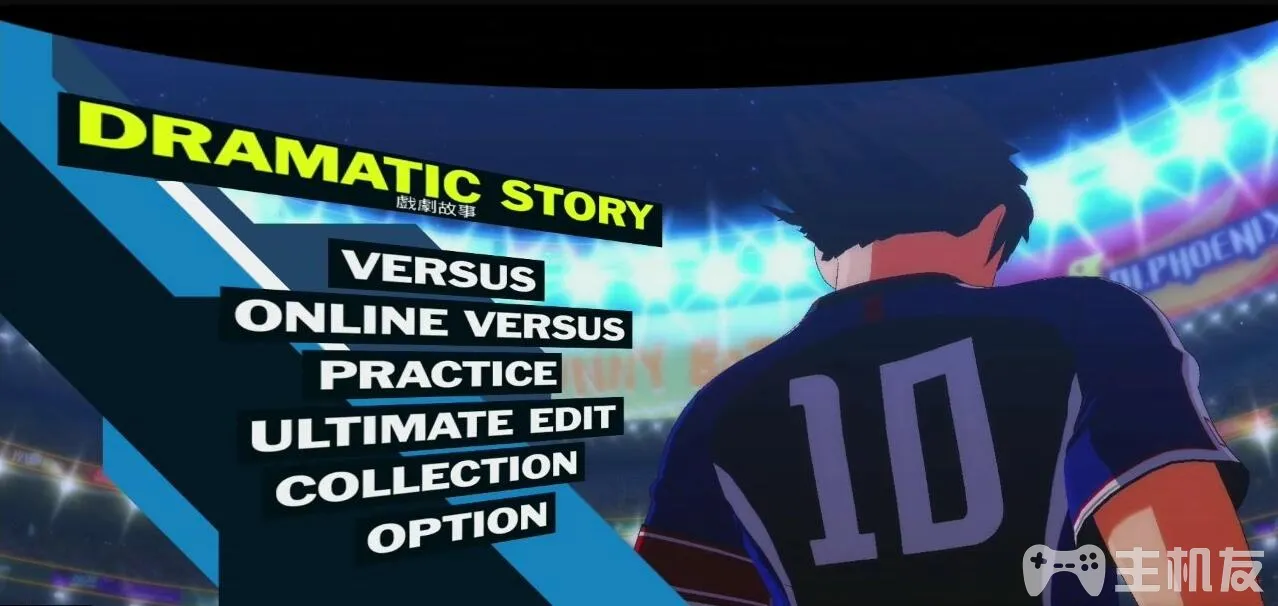 DRAMATIC STORY
戲劇故事
VERSUS
ONLINE VERSUS
PRACTICE
ULTIMATE EDIT
COLLECTION
OPTION
10
主机友